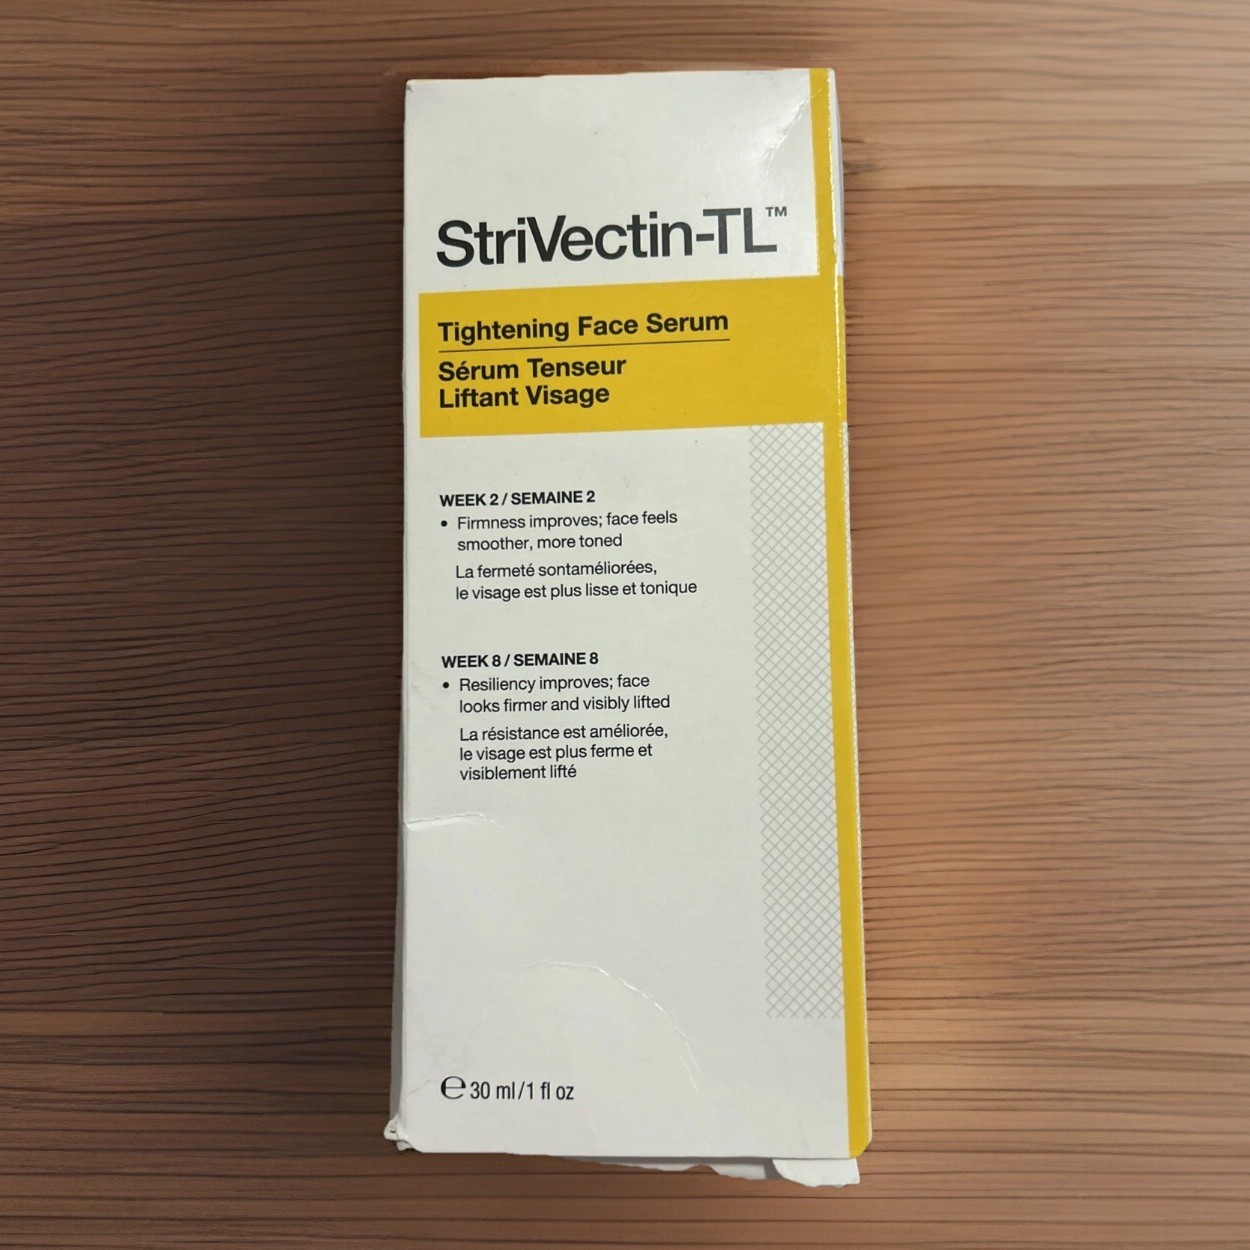 StriVectin-TL™
Tightening Face Serum
Sérum Tenseur
Liftant Visage
WEEK 2 / SEMAINE 2
• Firmness improves; face feels
smoother, more toned
La fermeté sontaméliorées,
le visage est plus lisse et tonique
WEEK 8 / SEMAINE 8
• Resiliency improves; face
looks firmer and visibly lifted
La résistance est améliorée,
le visage est plus ferme et
visiblement lifté
℮ 30 ml/1 fl oz